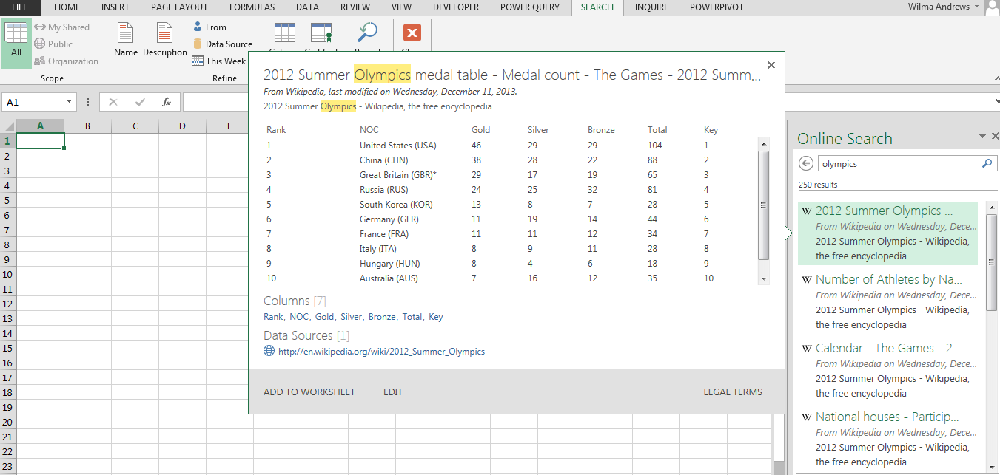 FILE HOME INSERT PAGE LAYOUT FORMULAS DATA REVIEW VIEW DEVELOPER POWER QUERY SEARCH INQUIRE POWERPIVOT Wilma Andrews
All
My Shared
Public
Organization
Scope
Name Description
From
Data Source
This Week
Refine
A1
fx
A B C D E
1
2
3
4
5
6
7
8
9
10
11
12
13
14
15
16
17
18
19
20
21
22
23
2012 Summer Olympics medal table - Medal count - The Games - 2012 Summ...
From Wikipedia, last modified on Wednesday, December 11, 2013.
2012 Summer Olympics - Wikipedia, the free encyclopedia
Rank NOC Gold Silver Bronze Total Key
1 United States (USA) 46 29 29 104 1
2 China (CHN) 38 28 22 88 2
3 Great Britain (GBR)* 29 17 19 65 3
4 Russia (RUS) 24 25 32 81 4
5 South Korea (KOR) 13 8 7 28 5
6 Germany (GER) 11 19 14 44 6
7 France (FRA) 11 11 12 34 7
8 Italy (ITA) 8 9 11 28 8
9 Hungary (HUN) 8 4 6 18 9
10 Australia (AUS) 7 16 12 35 10
Columns [7]
Rank, NOC, Gold, Silver, Bronze, Total, Key
Data Sources [1]
http://en.wikipedia.org/wiki/2012_Summer_Olympics
ADD TO WORKSHEET EDIT LEGAL TERMS
Online Search
olympics
250 results
W 2012 Summer Olympics ...
From Wikipedia on Wednesday, Dece...
2012 Summer Olympics - Wikipedia,
the free encyclopedia
W Number of Athletes by Na...
From Wikipedia on Wednesday, Dece...
2012 Summer Olympics - Wikipedia,
the free encyclopedia
W Calendar - The Games - 2...
From Wikipedia on Wednesday, Dece...
2012 Summer Olympics - Wikipedia,
the free encyclopedia
W National houses - Particip...
From Wikipedia on Wednesday, Dece...
2012 Summer Olympics - Wikipedia,
the free encyclopedia